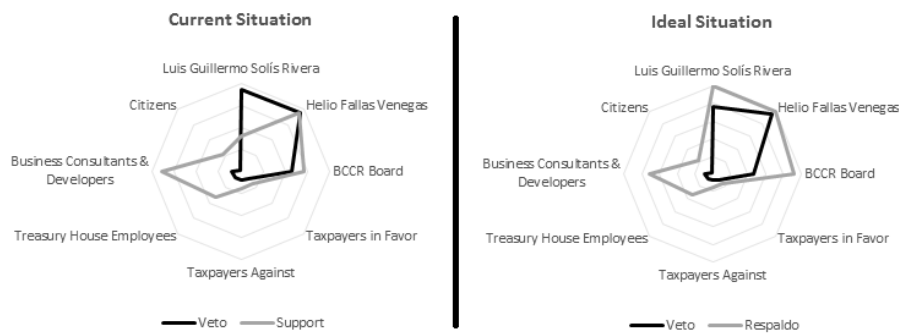 Current Situation
Luis Guillermo Solís Rivera
Citizens
Helio Fallas Venegas
Business Consultants &
Developers
BCCR Board
Treasury House Employees
Taxpayers in Favor
Taxpayers Against
Veto
Support
Ideal Situation
Luis Guillermo Solís Rivera
Citizens
Helio Fallas Venegas
Business Consultants &
Developers
BCCR Board
Treasury House Employees
Taxpayers in Favor
Taxpayers Against
Veto
Respaldo